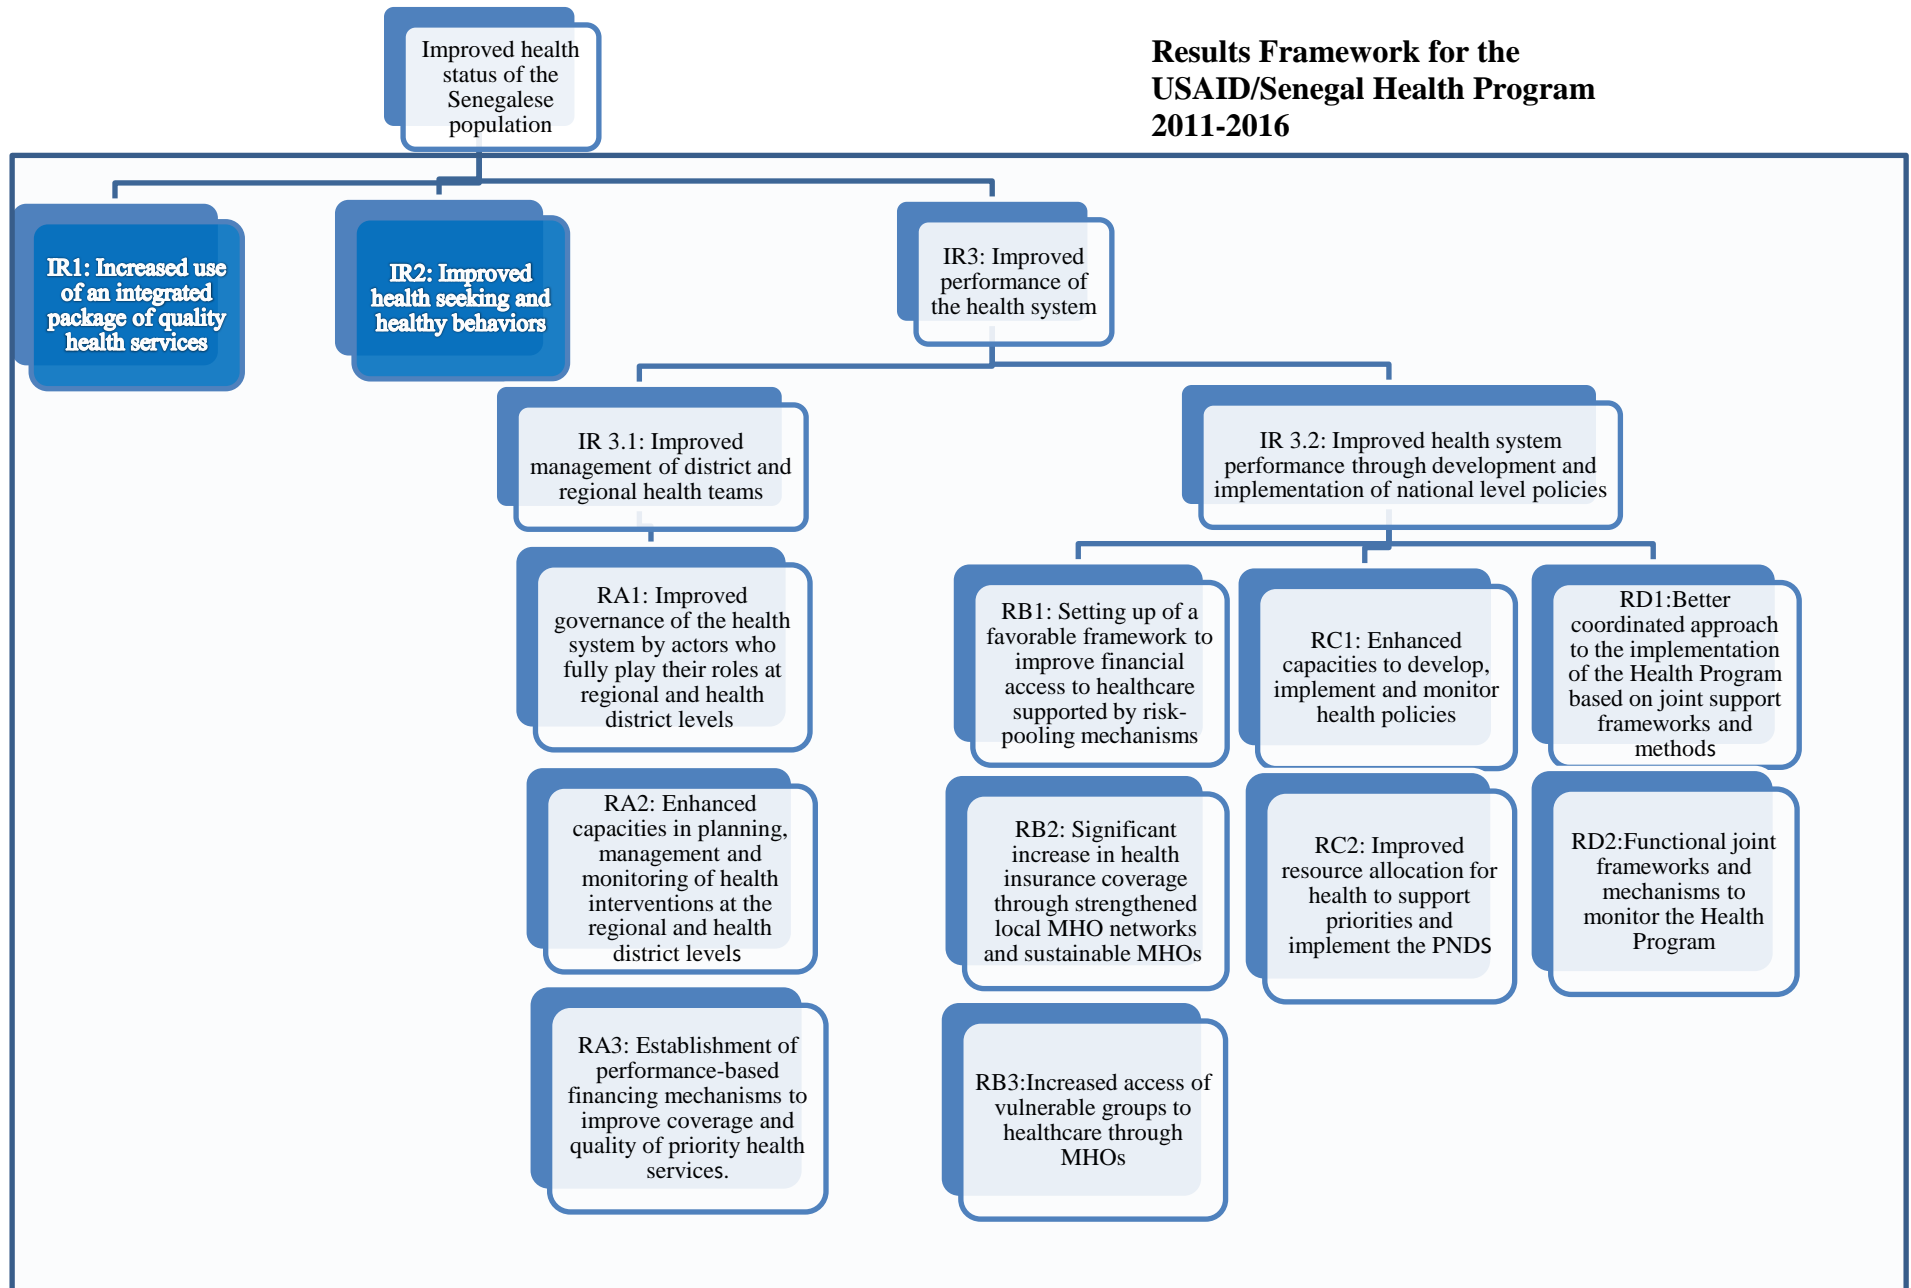 Improved health
status of the
Senegalese
population
Results Framework for the
USAID/Senegal Health Program
2011-2016
IR1: Increased use
of an integrated
package of quality
health services
IR2: Improved
health seeking and
healthy behaviors
IR3: Improved
performance of
the health system
IR 3.1: Improved
management of district and
regional health teams
IR 3.2: Improved health system
performance through development and
implementation of national level policies
RA1: Improved
governance of the health
system by actors who
fully play their roles at
regional and health
district levels
RA2: Enhanced
capacities in planning,
management and
monitoring of health
interventions at the
regional and health
district levels
RA3: Establishment of
performance-based
financing mechanisms to
improve coverage and
quality of priority health
services.
RB1: Setting up of a
favorable framework to
improve financial
access to healthcare
supported by risk-
pooling mechanisms
RB2: Significant
increase in health
insurance coverage
through strengthened
local MHO networks
and sustainable MHOs
RB3:Increased access of
vulnerable groups to
healthcare through
MHOs
RC1: Enhanced
capacities to develop,
implement and monitor
health policies
RC2: Improved
resource allocation for
health to support
priorities and
implement the PNDS
RD1:Better
coordinated approach
to the implementation
of the Health Program
based on joint support
frameworks and
methods
RD2:Functional joint
frameworks and
mechanisms to
monitor the Health
Program